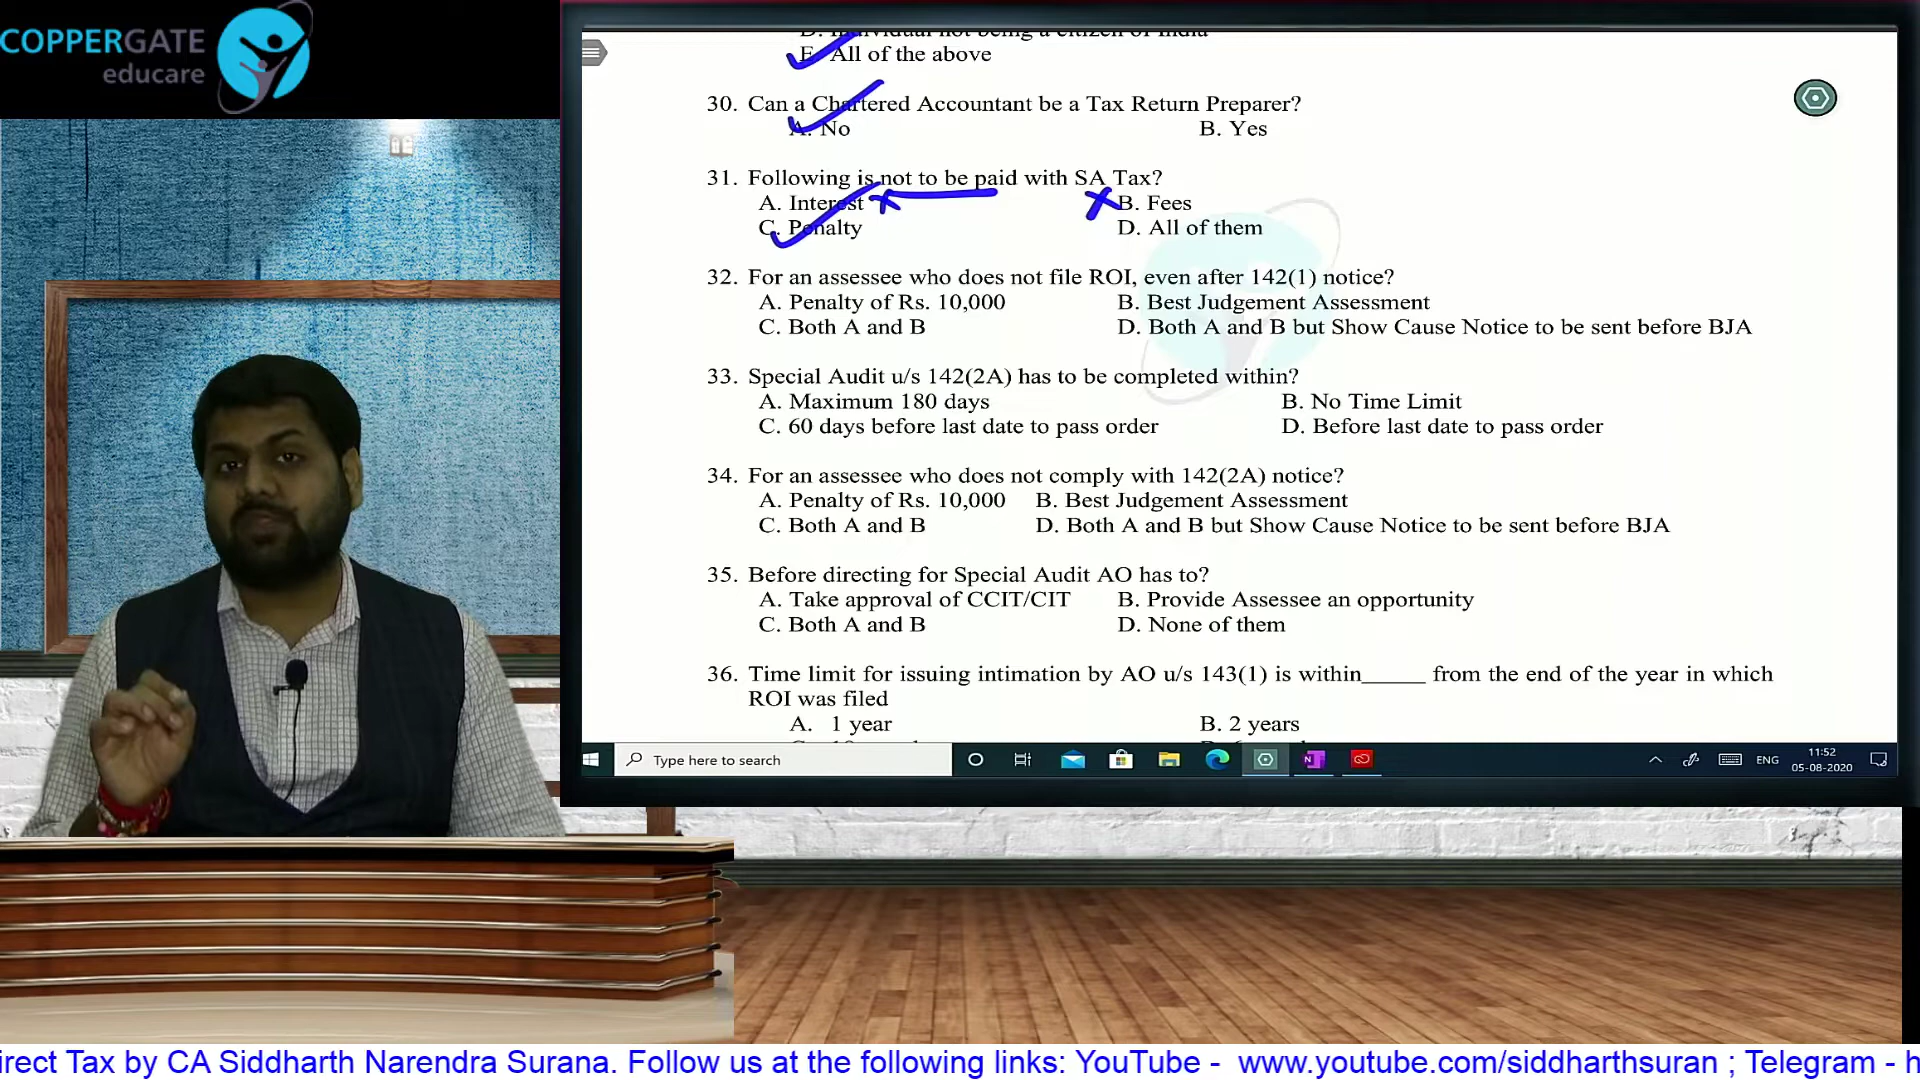 COPPERGATE
educare
D. Individual not being a citizen of India
E. All of the above
30. Can a Chartered Accountant be a Tax Return Preparer?
A. No B. Yes
31. Following is not to be paid with SA Tax?
A. Interest B. Fees
C. Penalty D. All of them
32. For an assessee who does not file ROI, even after 142(1) notice?
A. Penalty of Rs. 10,000 B. Best Judgement Assessment
C. Both A and B D. Both A and B but Show Cause Notice to be sent before BJA
33. Special Audit u/s 142(2A) has to be completed within?
A. Maximum 180 days B. No Time Limit
C. 60 days before last date to pass order D. Before last date to pass order
34. For an assessee who does not comply with 142(2A) notice?
A. Penalty of Rs. 10,000 B. Best Judgement Assessment
C. Both A and B D. Both A and B but Show Cause Notice to be sent before BJA
35. Before directing for Special Audit AO has to?
A. Take approval of CCIT/CIT B. Provide Assessee an opportunity
C. Both A and B D. None of them
36. Time limit for issuing intimation by AO u/s 143(1) is within_____ from the end of the year in which
ROI was filed
A. 1 year B. 2 years
Type here to search
ENG
11:52
05-08-2020
irect Tax by CA Siddharth Narendra Surana. Follow us at the following links: YouTube - www.youtube.com/siddharthsuran ; Telegram - h